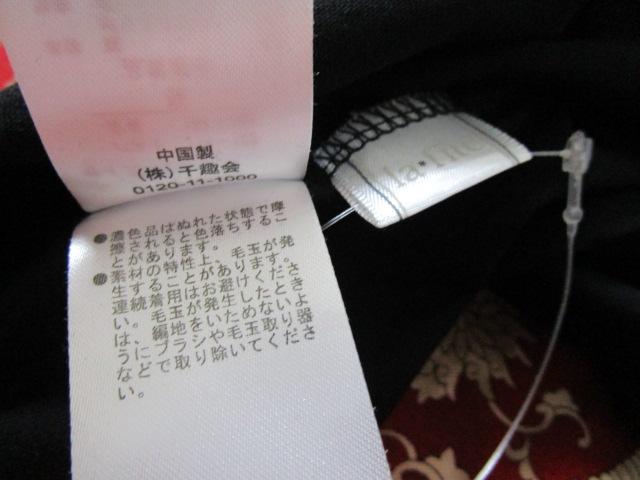 中国製
(株)千趣会
0120-11-1000
●濃色品はぬれた状態で摩
擦されると色落ちするこ
とがあります。
●素材の特性上、毛玉が発
生することがあります。
連続着用はお避けくださ
い。毛玉が発生したとき
は、編地をいためないよ
うにブラシや毛玉取り器
などで取り除いてくださ
い。